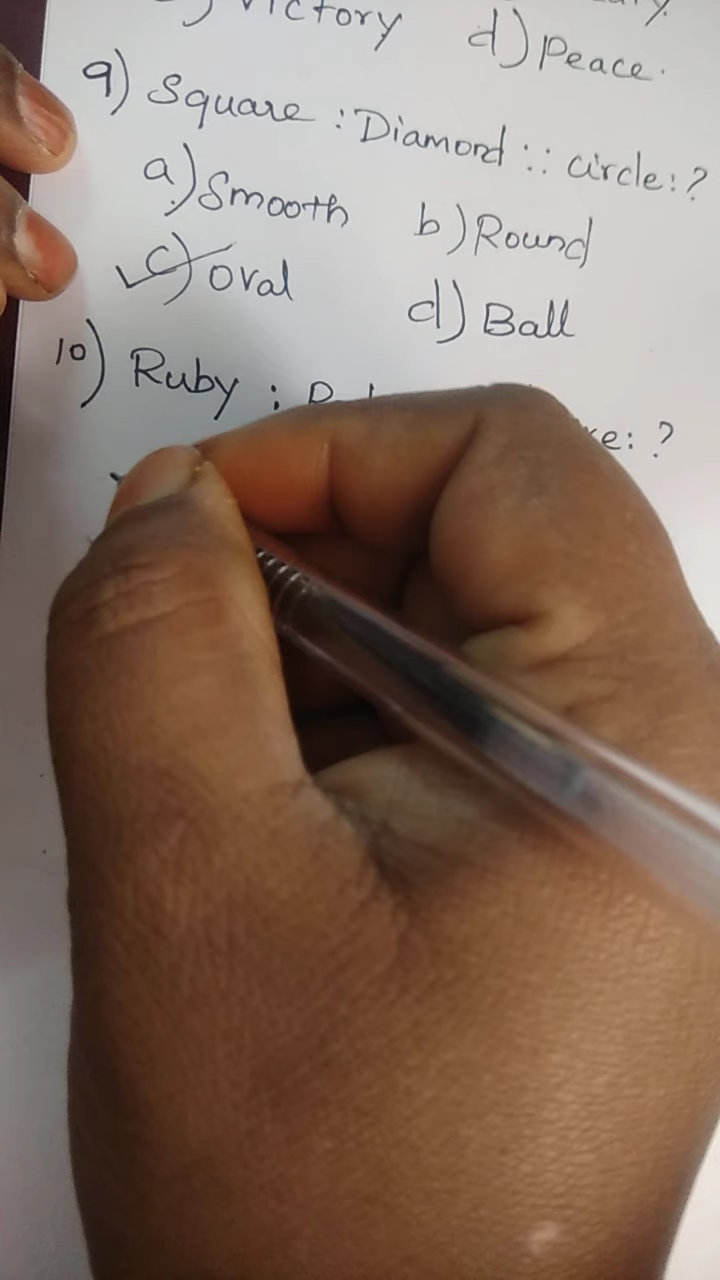 Victory d) Peace.
9) Square : Diamond :: circle: ?
a) Smooth b) Round
c) oval d) Ball
10) Ruby : ?